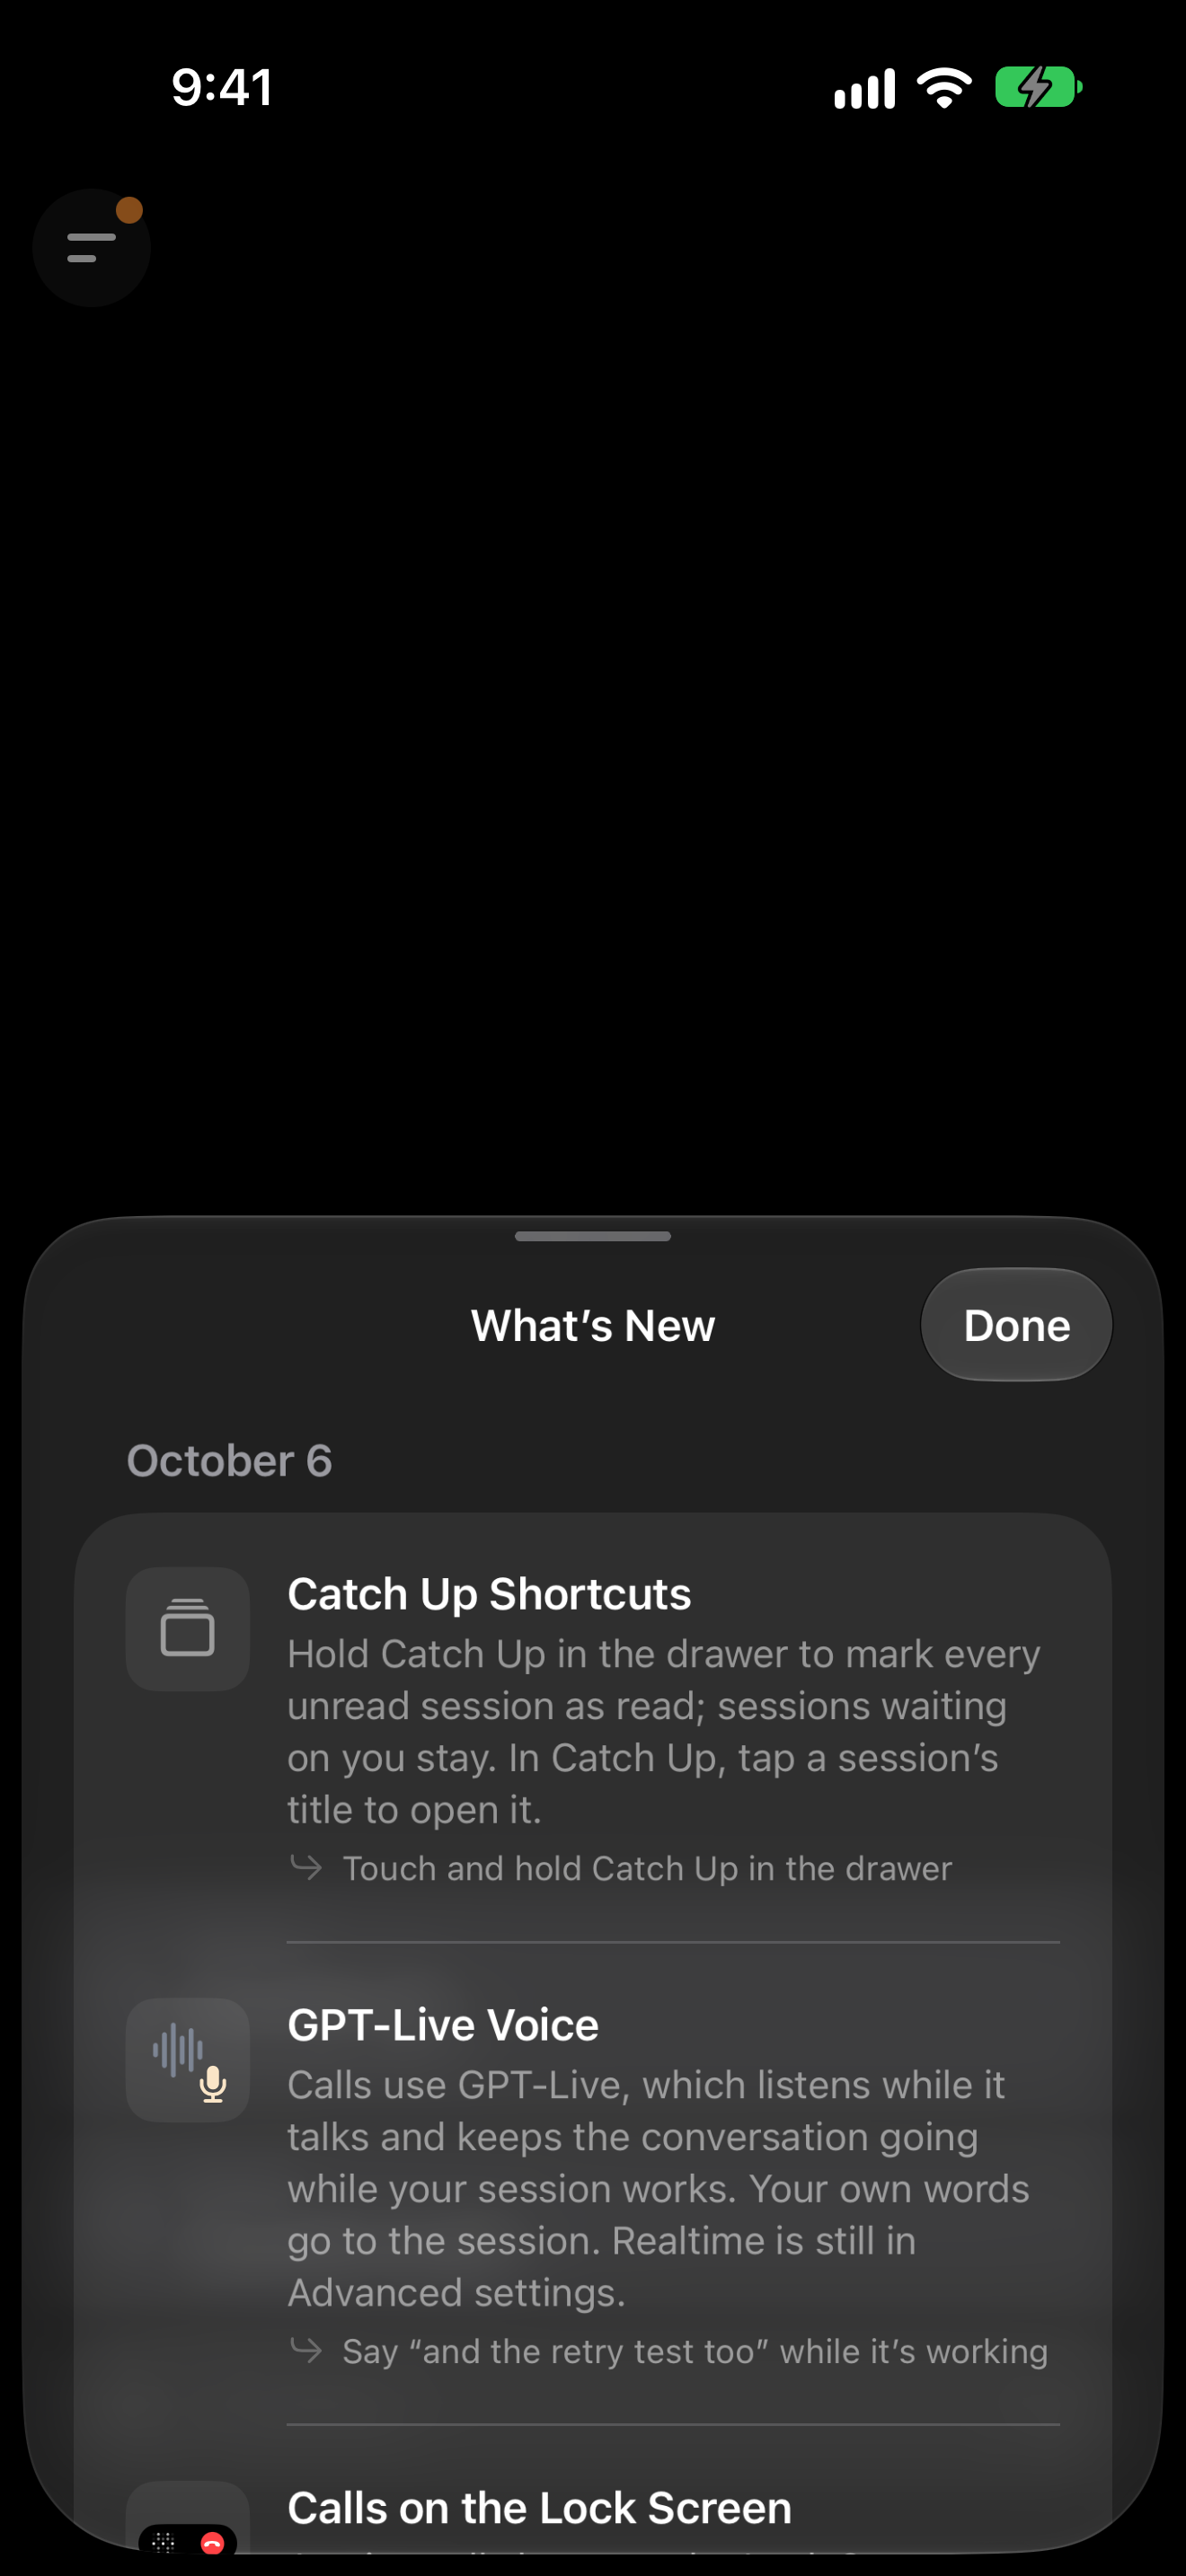 9:41
What’s New
Done
October 6
Catch Up Shortcuts
Hold Catch Up in the drawer to mark every
unread session as read; sessions waiting
on you stay. In Catch Up, tap a session’s
title to open it.
Touch and hold Catch Up in the drawer
GPT-Live Voice
Calls use GPT-Live, which listens while it
talks and keeps the conversation going
while your session works. Your own words
go to the session. Realtime is still in
Advanced settings.
Say “and the retry test too” while it’s working
Calls on the Lock Screen